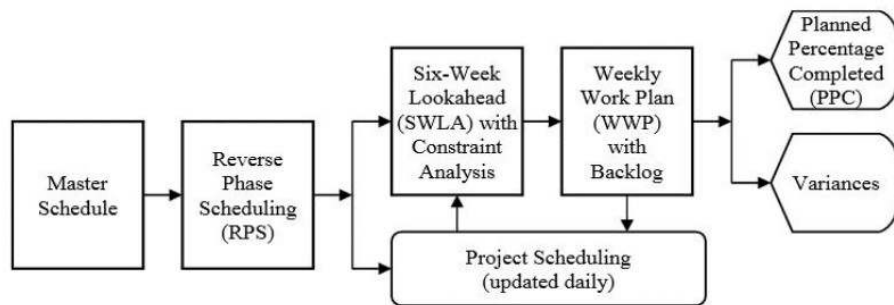 Master
Schedule
Reverse
Phase
Scheduling
(RPS)
Six-Week
Lookahead
(SWLA) with
Constraint
Analysis
Weekly
Work Plan
(WWP)
with
Backlog
Project Scheduling
(updated daily)
Planned
Percentage
Completed
(PPC)
Variances